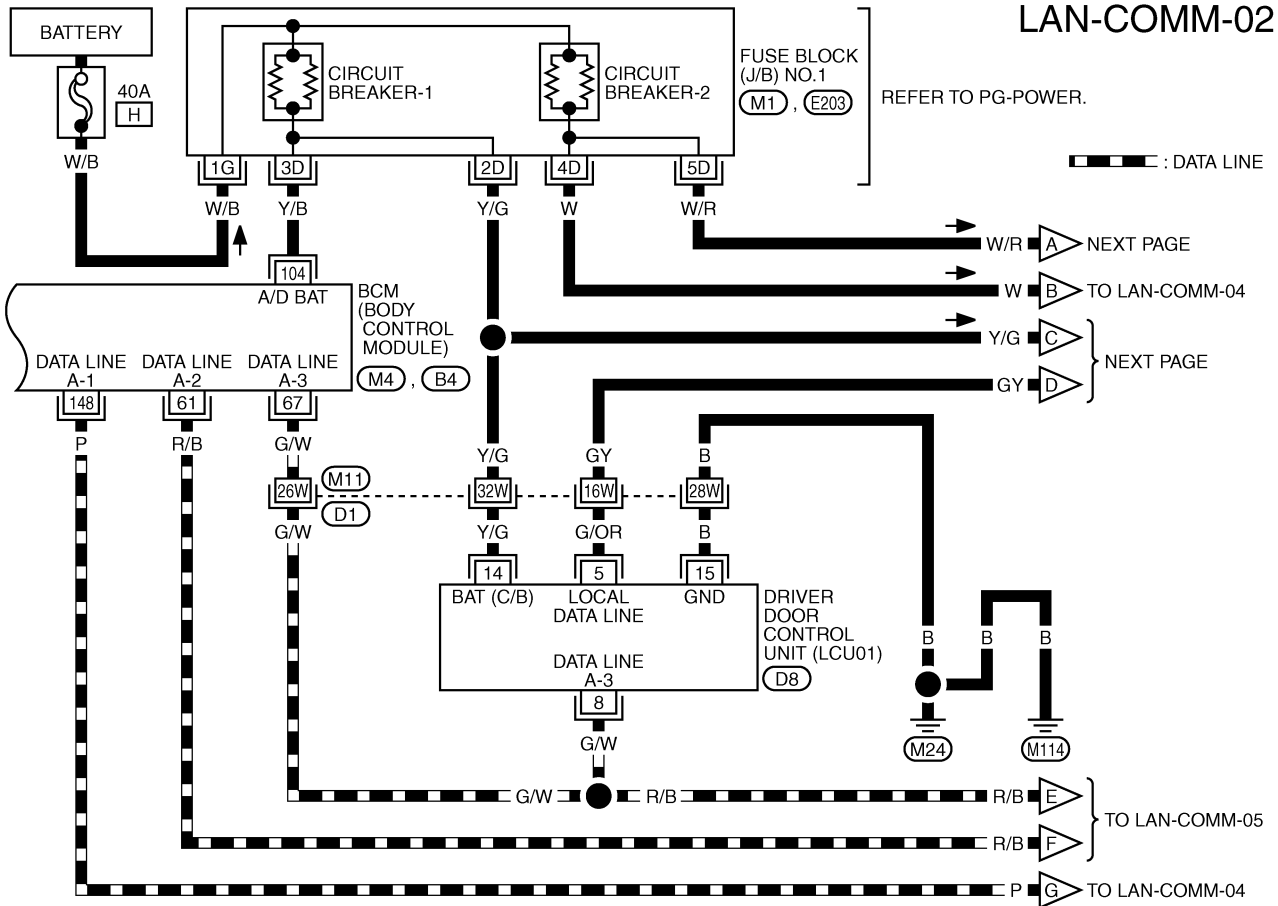 LAN-COMM-02
BATTERY
40A
H
W/B
CIRCUIT
BREAKER-1
CIRCUIT
BREAKER-2
FUSE BLOCK
(J/B) NO.1
M1 , E203
REFER TO PG-POWER.
: DATA LINE
1G 3D 2D 4D 5D
W/B Y/B Y/G W W/R
W/R A NEXT PAGE
W B TO LAN-COMM-04
Y/G C
GY D
NEXT PAGE
104
A/D BAT
BCM
(BODY
CONTROL
MODULE)
M4 , B4
DATA LINE
A-1
DATA LINE
A-2
DATA LINE
A-3
148 61 67
P R/B G/W
Y/G GY B
M11
26W 32W 16W 28W
D1
G/W Y/G G/OR B
14 5 15
BAT (C/B)
LOCAL
DATA LINE
GND
DRIVER
DOOR
CONTROL
UNIT (LCU01)
D8
DATA LINE
A-3
8
G/W
B B B
M24 M114
G/W R/B R/B E
R/B F
TO LAN-COMM-05
P G TO LAN-COMM-04